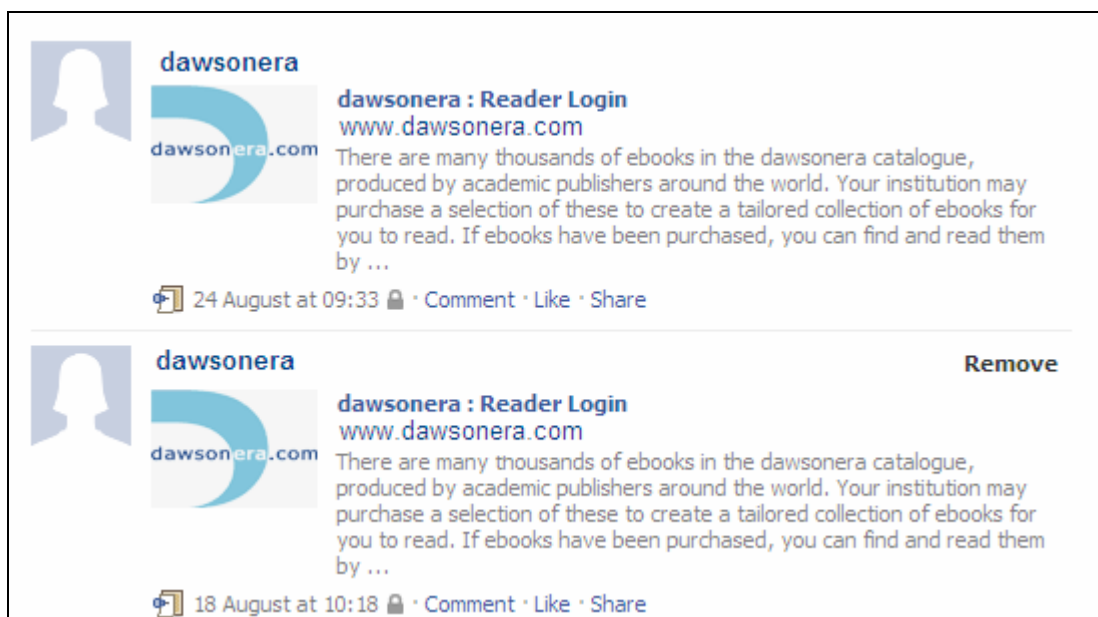 dawsonera
dawsonera.com
dawsonera : Reader Login
www.dawsonera.com
There are many thousands of ebooks in the dawsonera catalogue,
produced by academic publishers around the world. Your institution may
purchase a selection of these to create a tailored collection of ebooks for
you to read. If ebooks have been purchased, you can find and read them
by ...
24 August at 09:33 · Comment · Like · Share
dawsonera
Remove
dawsonera.com
dawsonera : Reader Login
www.dawsonera.com
There are many thousands of ebooks in the dawsonera catalogue,
produced by academic publishers around the world. Your institution may
purchase a selection of these to create a tailored collection of ebooks for
you to read. If ebooks have been purchased, you can find and read them
by ...
18 August at 10:18 · Comment · Like · Share